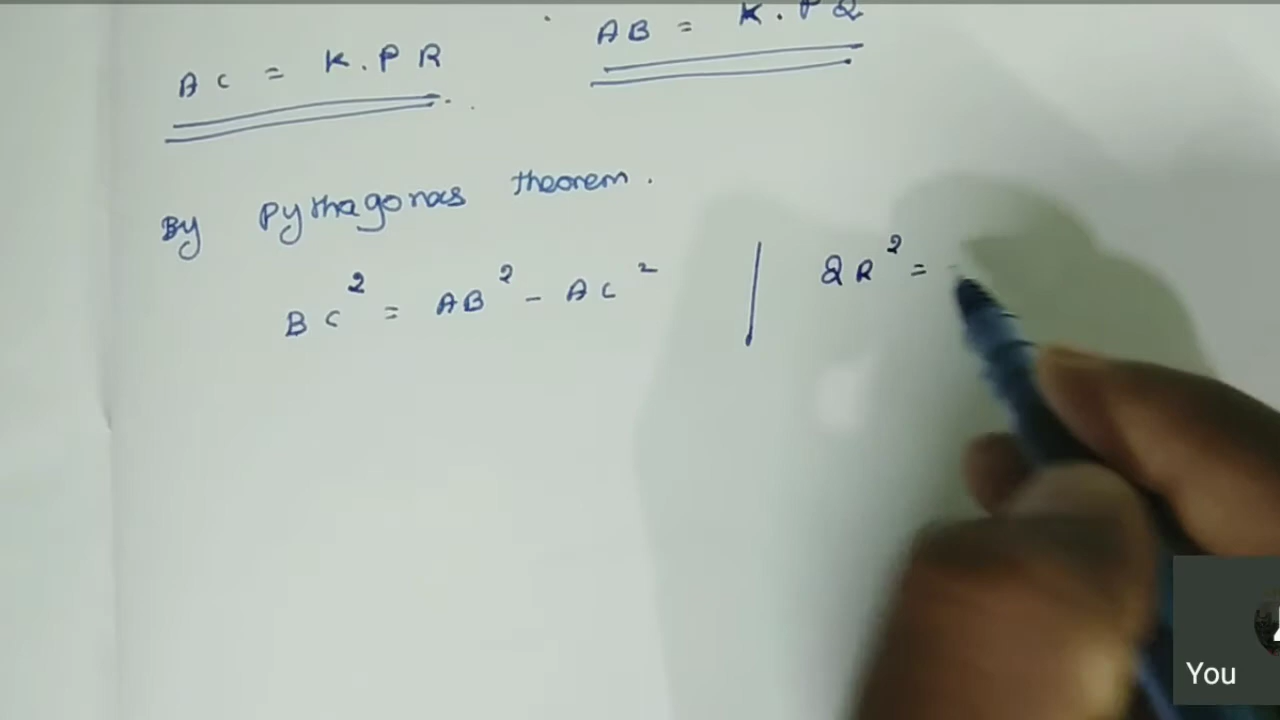 AC = K.PR
AB = K.PQ
By Pythagoras theorem.
BC² = AB² - AC² | QR² =
You